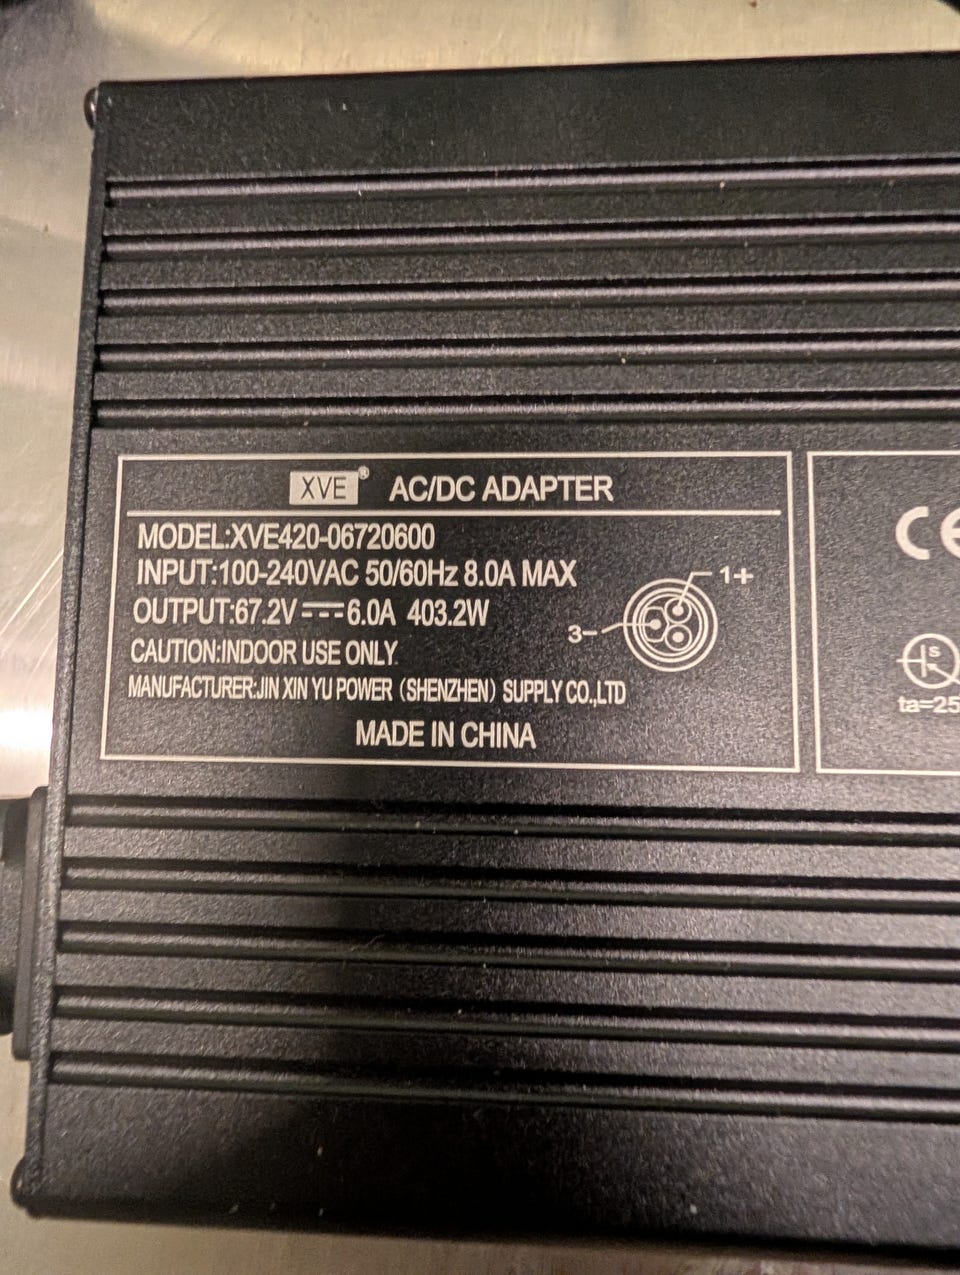 XVE® AC/DC ADAPTER
MODEL:XVE420-06720600
INPUT:100-240VAC 50/60Hz 8.0A MAX
OUTPUT:67.2V⎓6.0A 403.2W
CAUTION:INDOOR USE ONLY
MANUFACTURER:JIN XIN YU POWER（SHENZHEN）SUPPLY CO.,LTD
MADE IN CHINA
1+
3-
CE
S
ta=25